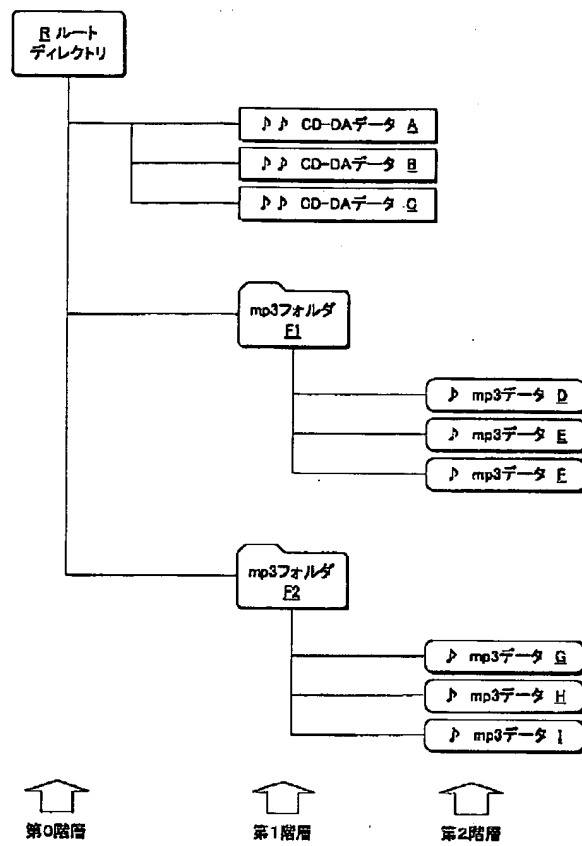 R ルート
ディレクトリ
♪♪ CD-DAデータ A
♪♪ CD-DAデータ B
♪♪ CD-DAデータ C
mp3フォルダ
F1
♪ mp3データ D
♪ mp3データ E
♪ mp3データ F
mp3フォルダ
F2
♪ mp3データ G
♪ mp3データ H
♪ mp3データ I
第0階層
第1階層
第2階層